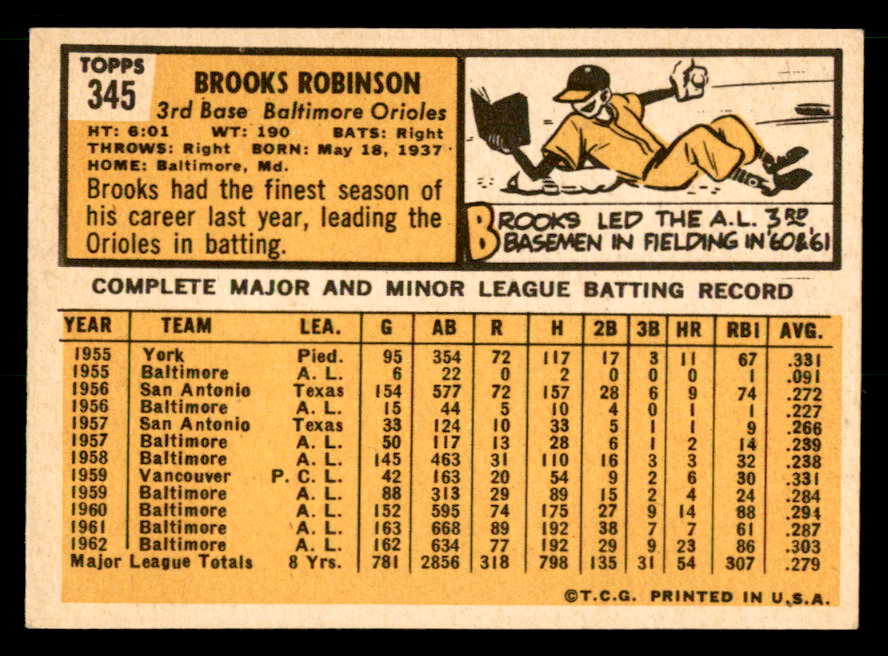 TOPPS
345
BROOKS ROBINSON
3rd Base Baltimore Orioles
HT: 6:01 WT: 190 BATS: Right
THROWS: Right BORN: May 18, 1937
HOME: Baltimore, Md.
Brooks had the finest season of
his career last year, leading the
Orioles in batting.
BROOKS LED THE A.L. 3RD
BASEMEN IN FIELDING IN '60&'61
COMPLETE MAJOR AND MINOR LEAGUE BATTING RECORD
YEAR TEAM LEA. G AB R H 2B 3B HR RBI AVG.
1955 York Pied. 95 354 72 117 17 3 11 67 .331
1955 Baltimore A. L. 6 22 0 2 0 0 0 1 .091
1956 San Antonio Texas 154 577 72 157 28 6 9 74 .272
1956 Baltimore A. L. 15 44 5 10 4 0 1 1 .227
1957 San Antonio Texas 33 124 10 33 5 1 1 9 .266
1957 Baltimore A. L. 50 117 13 28 6 1 2 14 .239
1958 Baltimore A. L. 145 463 31 110 16 3 3 32 .238
1959 Vancouver P. C. L. 42 163 20 54 9 2 6 30 .331
1959 Baltimore A. L. 88 313 29 89 15 2 4 24 .284
1960 Baltimore A. L. 152 595 74 175 27 9 14 88 .294
1961 Baltimore A. L. 163 668 89 192 38 7 7 61 .287
1962 Baltimore A. L. 162 634 77 192 29 9 23 86 .303
Major League Totals 8 Yrs. 781 2856 318 798 135 31 54 307 .279
©T.C.G. PRINTED IN U.S.A.